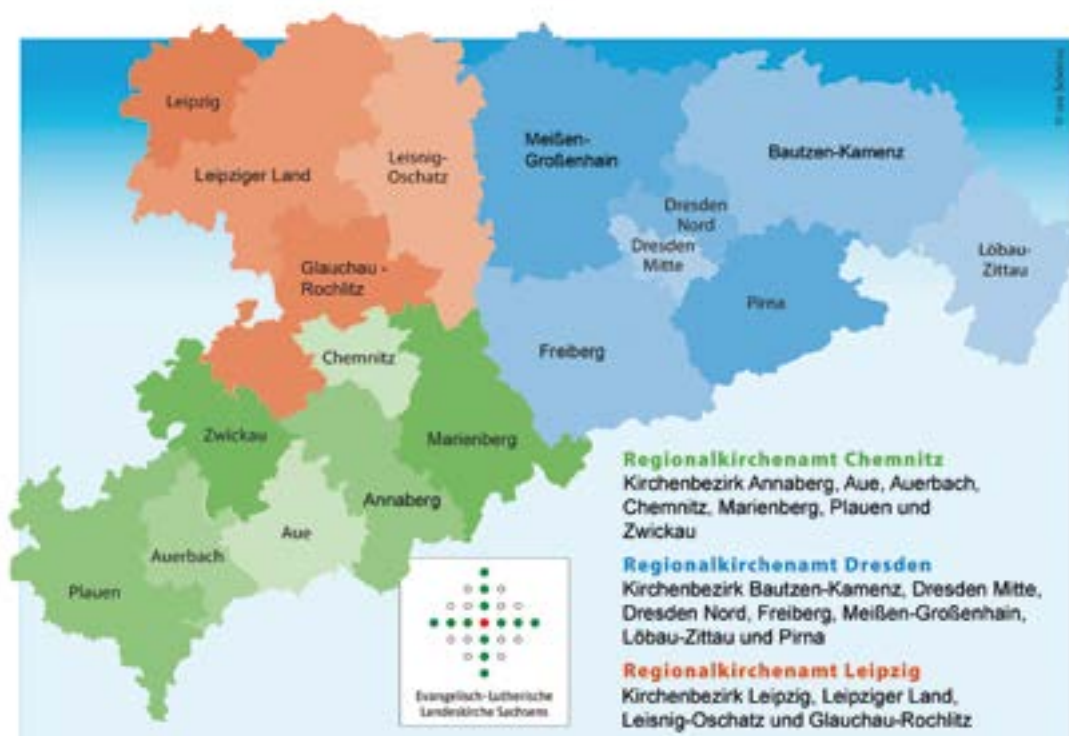 Leipzig
Leipziger Land
Leisnig-
Oschatz
Meißen-
Großenhain
Bautzen-Kamenz
Dresden
Nord
Dresden
Mitte
Löbau-
Zittau
Glauchau -
Rochlitz
Pirna
Chemnitz
Freiberg
Zwickau
Marienberg
Annaberg
Aue
Auerbach
Plauen
Regionalkirchenamt Chemnitz
Kirchenbezirk Annaberg, Aue, Auerbach,
Chemnitz, Marienberg, Plauen und
Zwickau
Regionalkirchenamt Dresden
Kirchenbezirk Bautzen-Kamenz, Dresden Mitte,
Dresden Nord, Freiberg, Meißen-Großenhain,
Löbau-Zittau und Pirna
Regionalkirchenamt Leipzig
Kirchenbezirk Leipzig, Leipziger Land,
Leisnig-Oschatz und Glauchau-Rochlitz
Evangelisch-Lutherische
Landeskirche Sachsens